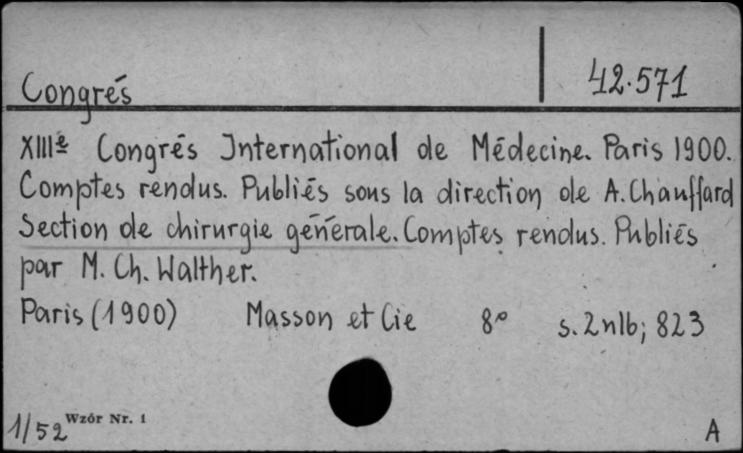 Congrés
42.571
XIIIe Congrés International de Médecine. Paris 1900.
Comptes rendus. Publiés sous la direction de A. Chauffard
Section de chirurgie générale. Comptes rendus. Publiés
par M. Ch. Walther.
Paris (1900) Masson et Cie 8° s. 2nlb; 823
1/52 Wzór Nr. 1
A